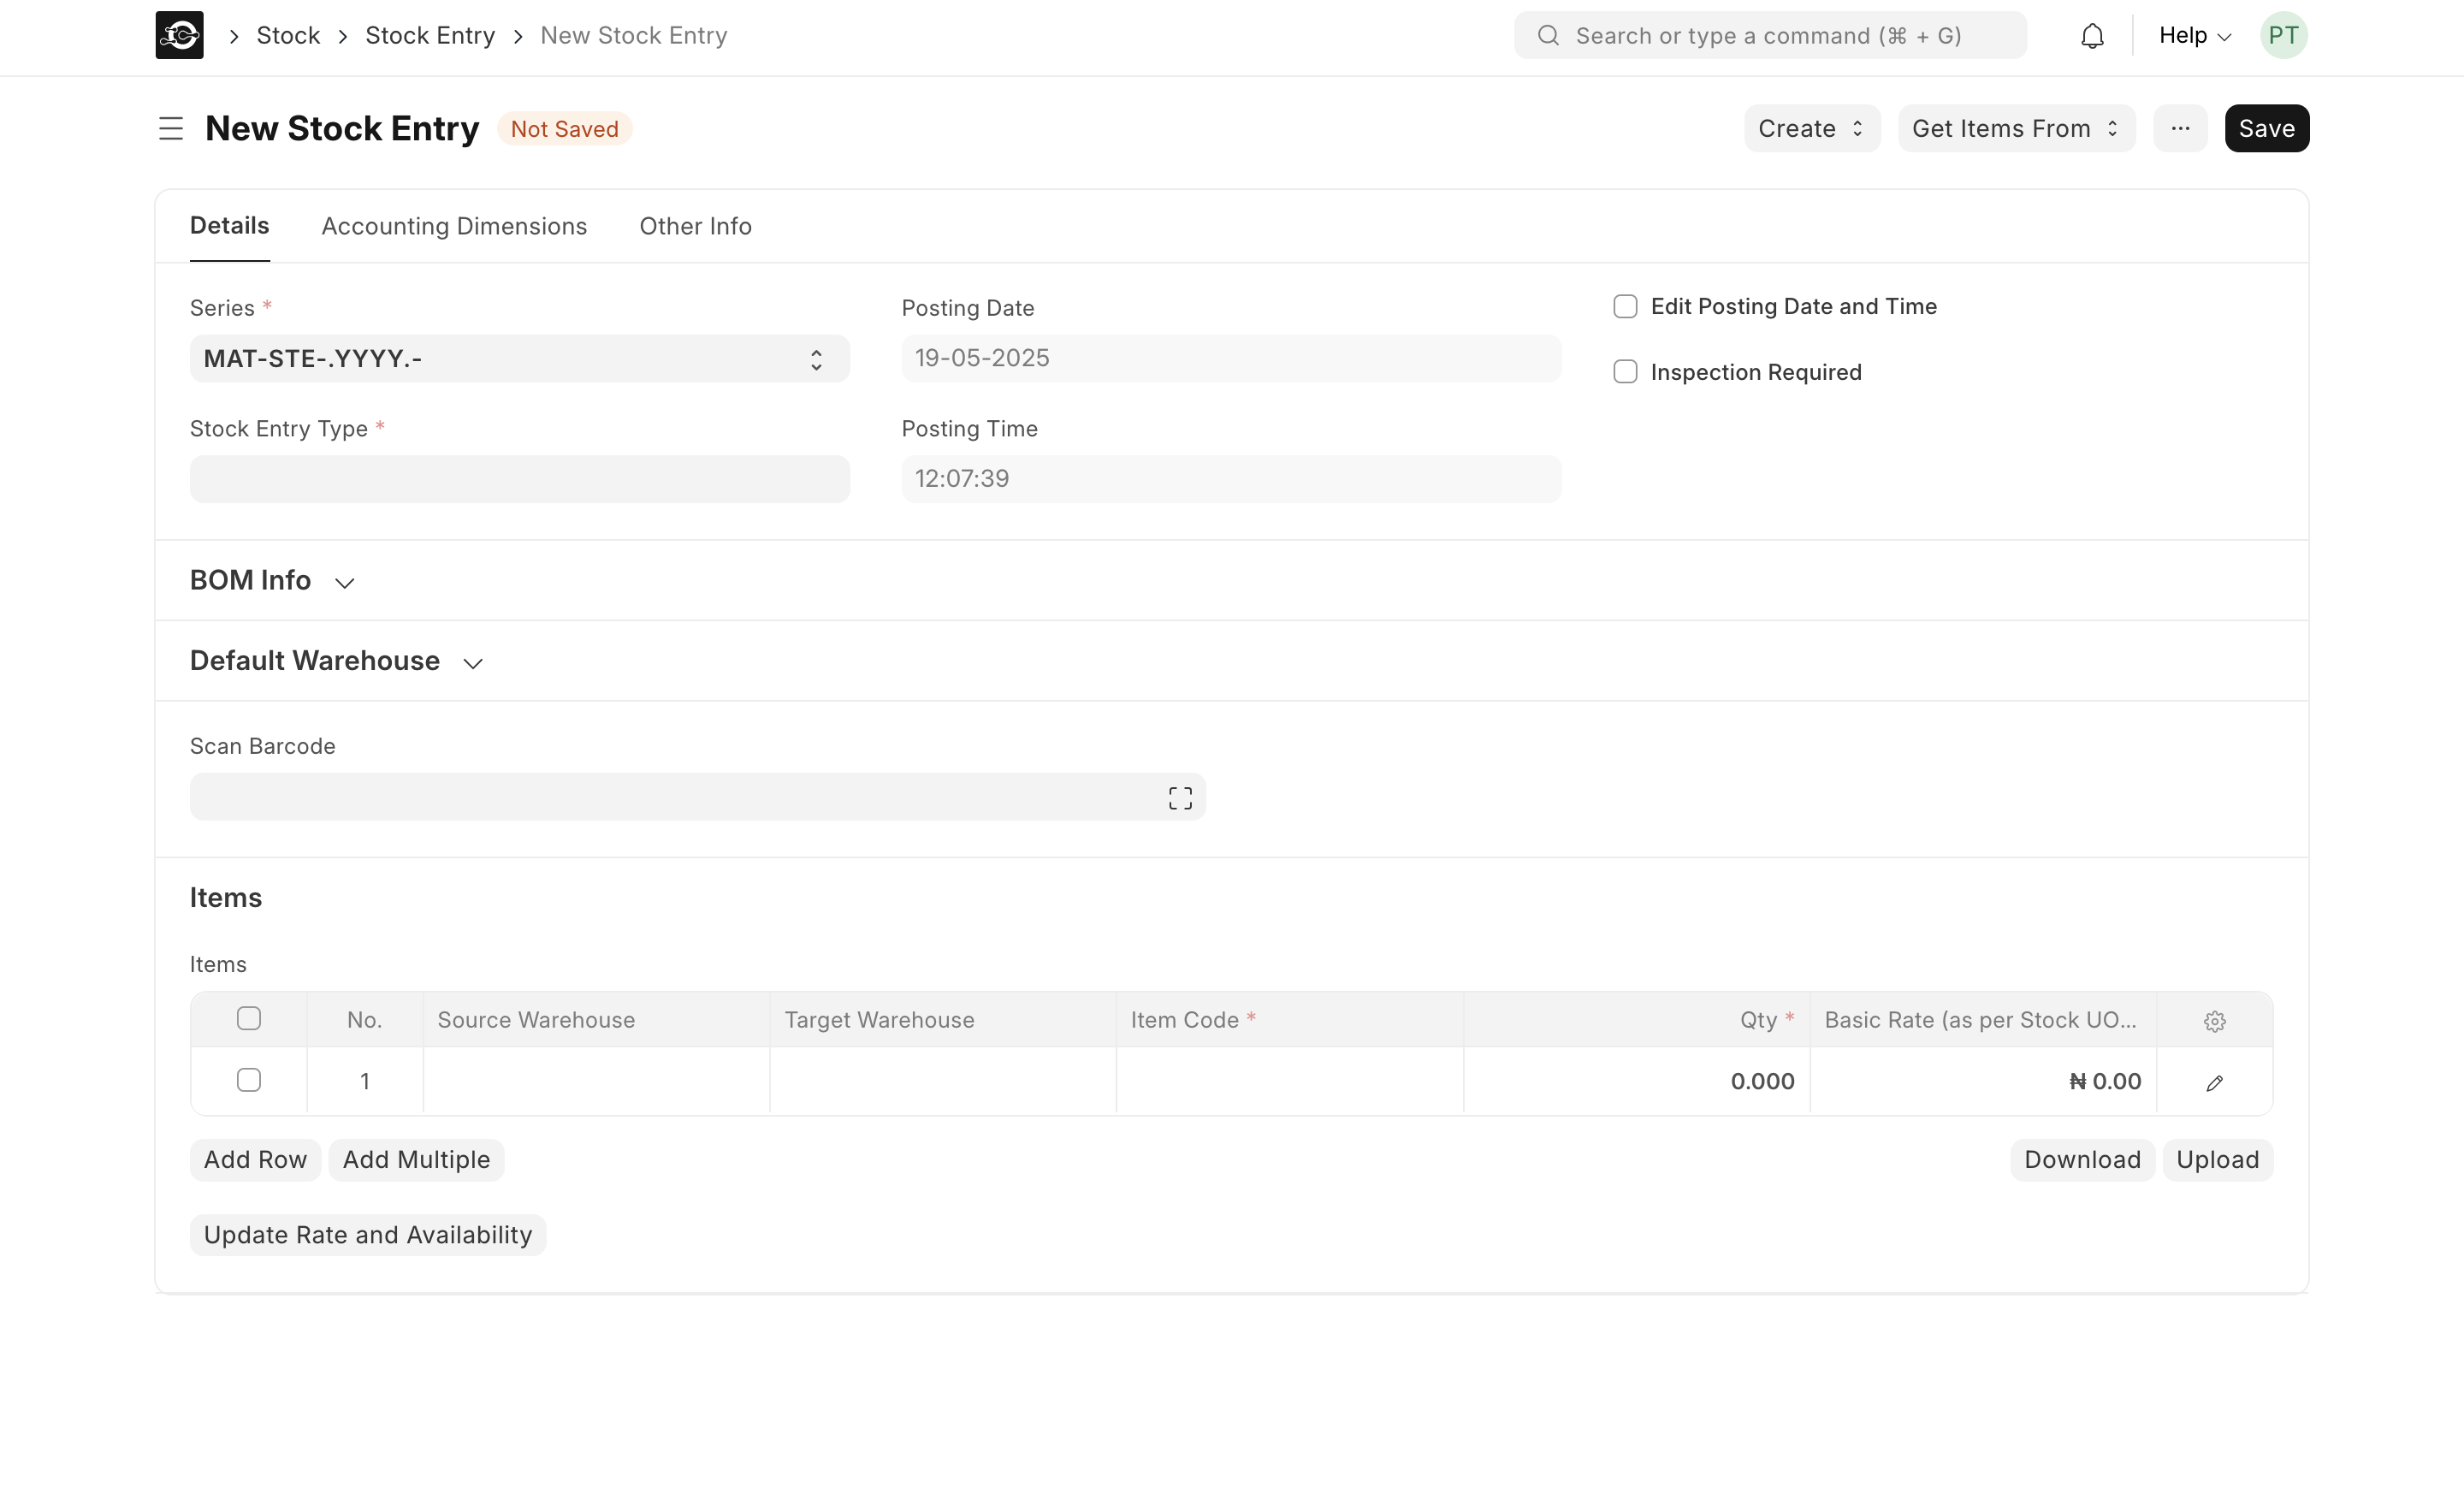 Stock
Stock Entry
New Stock Entry
Search or type a command (⌘ + G)
Help
PT
New Stock Entry
Not Saved
Create
Get Items From
···
Save
Details
Accounting Dimensions
Other Info
Series *
MAT-STE-.YYYY.-
Posting Date
19-05-2025
Edit Posting Date and Time
Inspection Required
Stock Entry Type *
Posting Time
12:07:39
BOM Info
Default Warehouse
Scan Barcode
Items
Items
No.
Source Warehouse
Target Warehouse
Item Code *
Qty *
Basic Rate (as per Stock UO...
1
0.000
₦ 0.00
Add Row
Add Multiple
Download
Upload
Update Rate and Availability